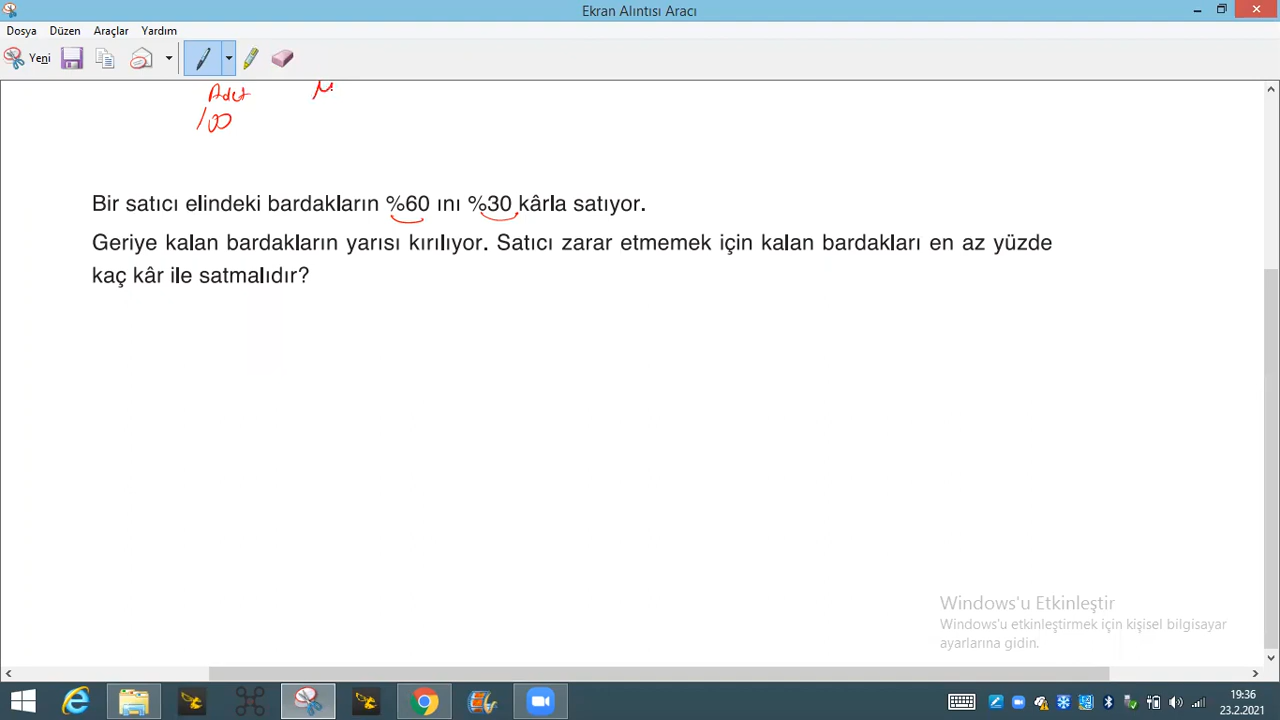 Ekran Alıntısı Aracı
Dosya Düzen Araçlar Yardım
Yeni
Adet
100
Bir satıcı elindeki bardakların %60 ını %30 kârla satıyor.
Geriye kalan bardakların yarısı kırılıyor. Satıcı zarar etmemek için kalan bardakları en az yüzde
kaç kâr ile satmalıdır?
Windows'u Etkinleştir
Windows'u etkinleştirmek için kişisel bilgisayar
ayarlarına gidin.
19:36
23.2.2021